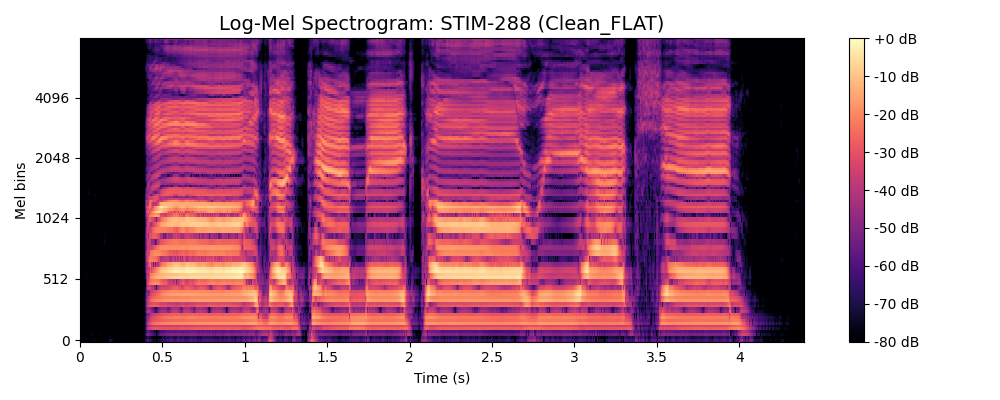 Log-Mel Spectrogram: STIM-288 (Clean_FLAT)
Mel bins
4096
2048
1024
512
0
0
0.5
1
1.5
2
2.5
3
3.5
4
Time (s)
+0 dB
-10 dB
-20 dB
-30 dB
-40 dB
-50 dB
-60 dB
-70 dB
-80 dB